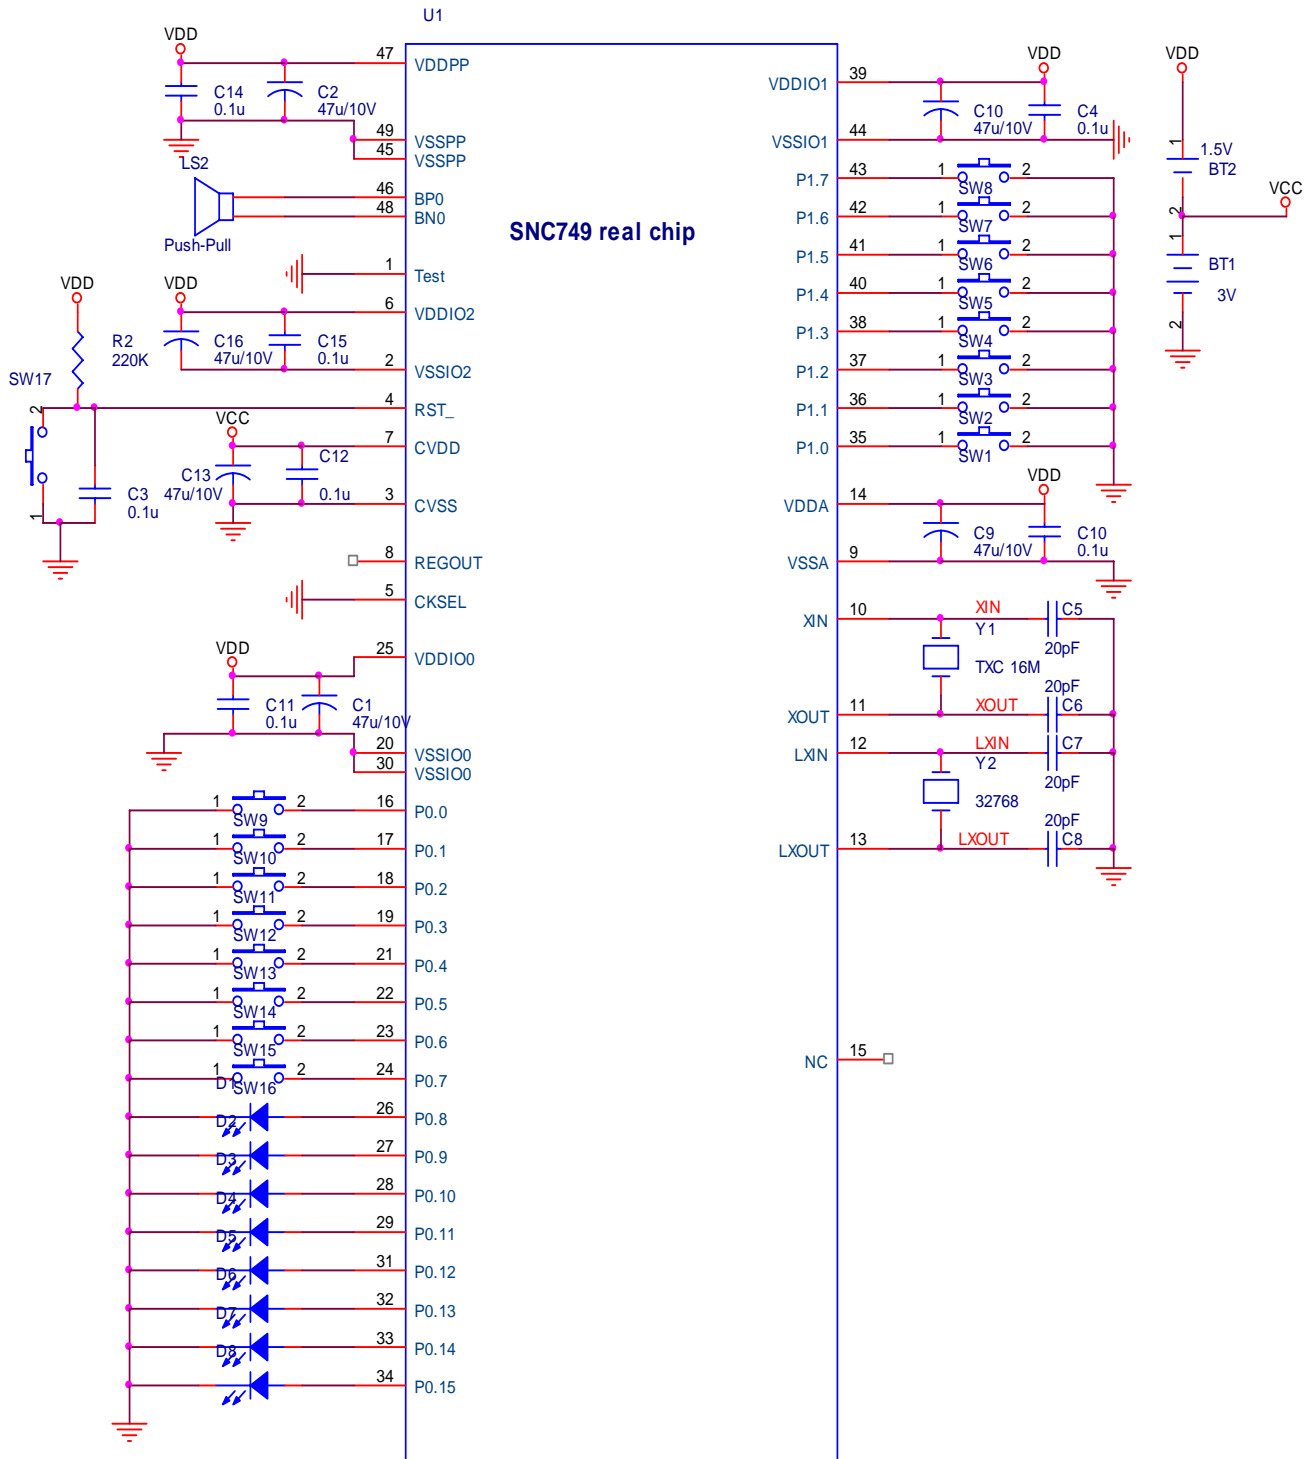 U1
SNC749 real chip
VDD
47
VDDPP
C14
0.1u
C2
47u/10V
49
VSSPP
45
VSSPP
LS2
46
BP0
48
BN0
Push-Pull
1
Test
VDD
VDD
6
VDDIO2
R2
220K
C16
47u/10V
C15
0.1u
2
VSSIO2
SW17
2
1
4
RST_
VCC
7
CVDD
C13
47u/10V
C12
0.1u
C3
0.1u
3
CVSS
8
REGOUT
5
CKSEL
VDD
25
VDDIO0
C11
0.1u
C1
47u/10V
20
VSSIO0
30
VSSIO0
1 SW9 2 16 P0.0
1 SW10 2 17 P0.1
1 SW11 2 18 P0.2
1 SW12 2 19 P0.3
1 SW13 2 21 P0.4
1 SW14 2 22 P0.5
1 SW15 2 23 P0.6
1 SW16 2 24 P0.7
D1 26 P0.8
D2 27 P0.9
D3 28 P0.10
D4 29 P0.11
D5 31 P0.12
D6 32 P0.13
D7 33 P0.14
D8 34 P0.15
VDD
VDDIO1 39
C10
47u/10V
C4
0.1u
VSSIO1 44
P1.7 43 1 SW8 2
P1.6 42 1 SW7 2
P1.5 41 1 SW6 2
P1.4 40 1 SW5 2
P1.3 38 1 SW4 2
P1.2 37 1 SW3 2
P1.1 36 1 SW2 2
P1.0 35 1 SW1 2
VDD
VDDA 14
C9
47u/10V
C10
0.1u
VSSA 9
XIN 10 XIN C5
Y1
20pF
TXC 16M
20pF
XOUT 11 XOUT C6
LXIN 12 LXIN C7
Y2
20pF
32768
20pF
LXOUT 13 LXOUT C8
NC 15
VDD
1
1.5V
BT2
2
VCC
1
BT1
3V
2